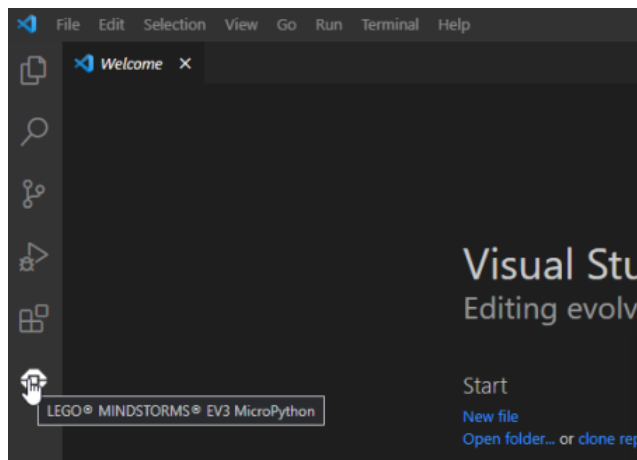 File Edit Selection View Go Run Terminal Help
Welcome
Visual Stu
Editing evolv
Start
New file
Open folder... or clone rep
LEGO® MINDSTORMS® EV3 MicroPython